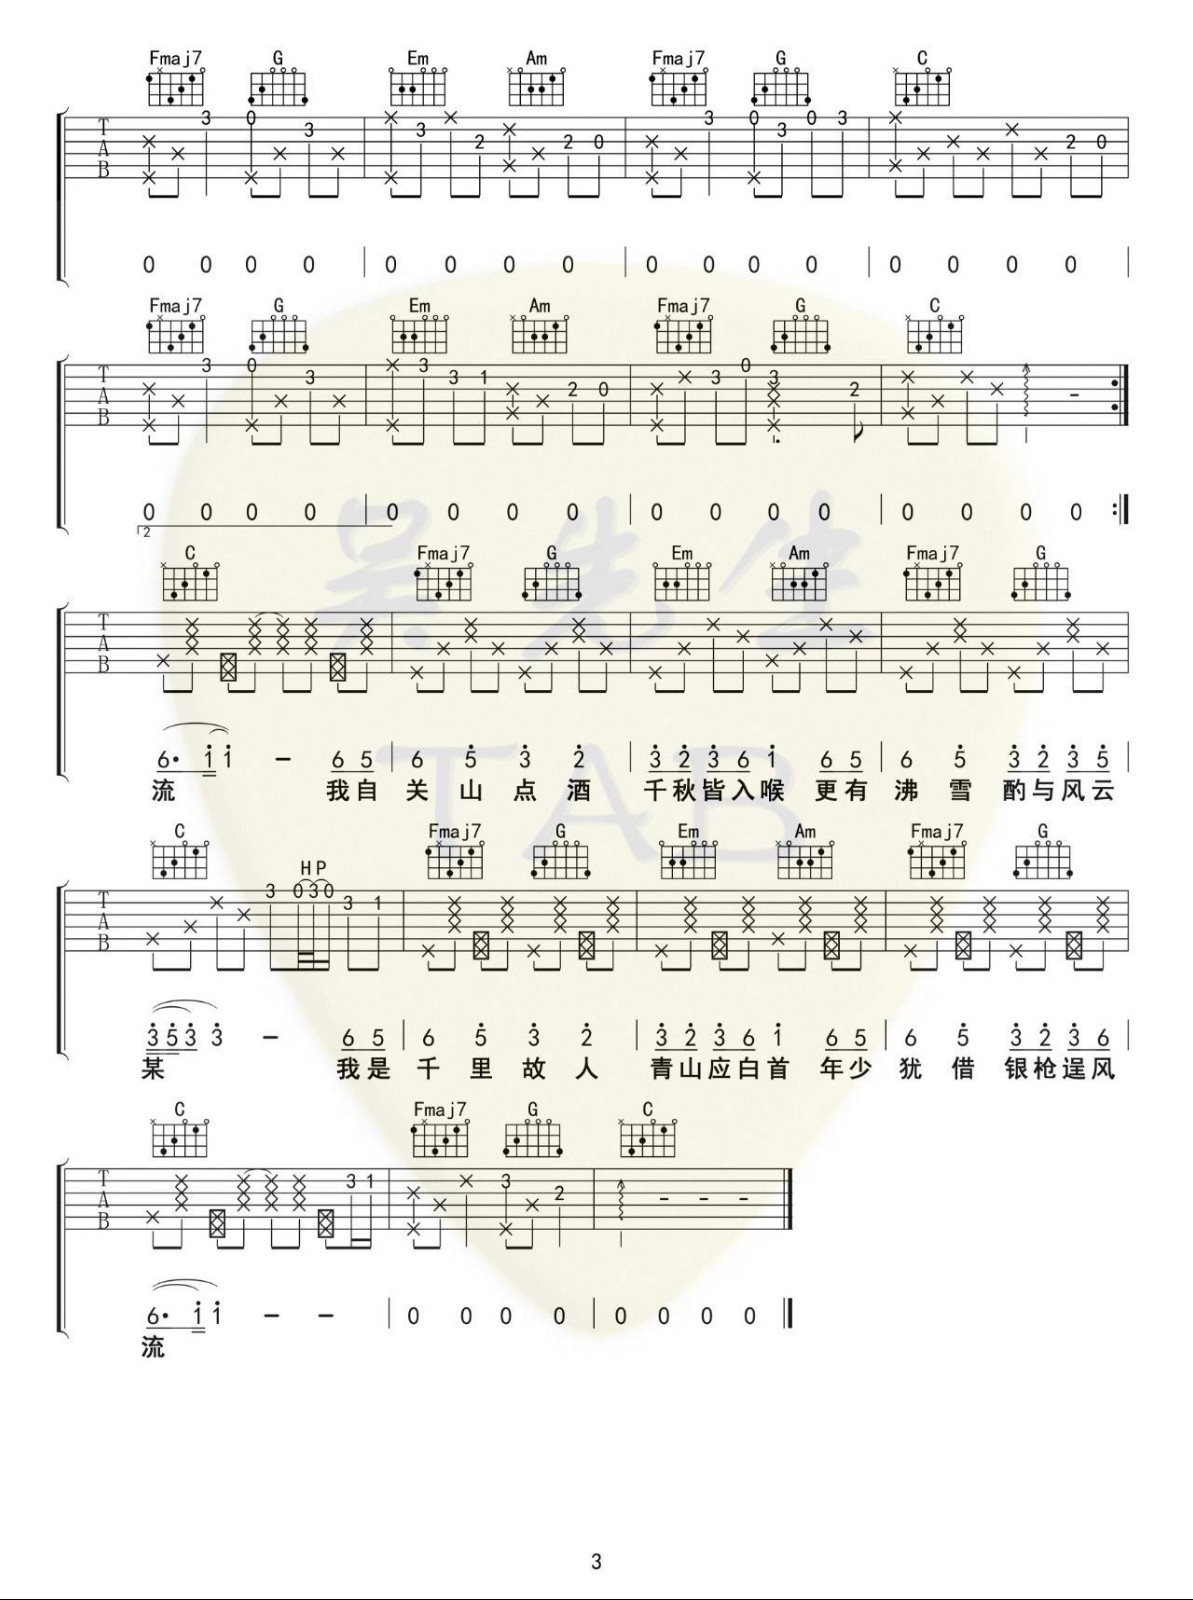 Fmaj7 G Em Am Fmaj7 G C
T A B 3 0 3 3 2 2 0 3 0 3 0 3 2 0
0 0 0 0 | 0 0 0 0 | 0 0 0 0 | 0 0 0 0
Fmaj7 G Em Am Fmaj7 G C
T A B 3 0 3 3 3 1 2 0 3 0 3 2 -
0 0 0 0 | 0 0 0 0 | 0 0 0 0 | 0 0 0 0
2
C Fmaj7 G Em Am Fmaj7 G
T A B
6· 1 1 - 6 5 | 6 5 3 2 | 3 2 3 6 1 6 5 | 6 5 3 2 3 5
流 我自 关 山 点 酒 千秋皆入喉 更有 沸 雪 酌与风云
C Fmaj7 G Em Am Fmaj7 G
H P
T A B 3 0 3 0 3 1
3 5 3 3 - 6 5 | 6 5 3 2 | 3 2 3 6 1 6 5 | 6 5 3 2 3 6
某 我是 千 里 故 人 青山应白首 年少 犹 借 银枪逞风
C Fmaj7 G C
T A B 3 1 3 2 - - -
6· 1 1 - - | 0 0 0 0 | 0 0 0 0
流
吴先生
TAB
3